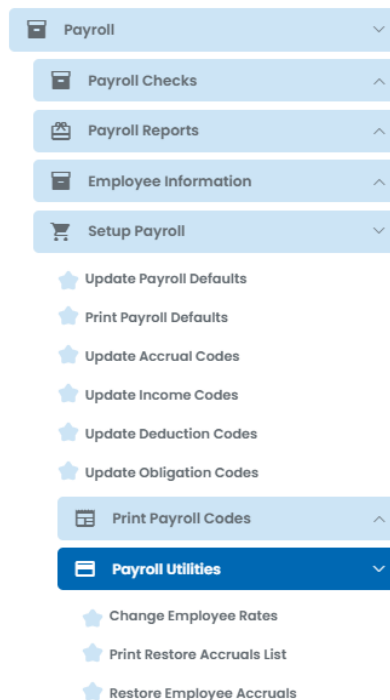 Payroll
Payroll Checks
Payroll Reports
Employee Information
Setup Payroll
Update Payroll Defaults
Print Payroll Defaults
Update Accrual Codes
Update Income Codes
Update Deduction Codes
Update Obligation Codes
Print Payroll Codes
Payroll Utilities
Change Employee Rates
Print Restore Accruals List
Restore Employee Accruals